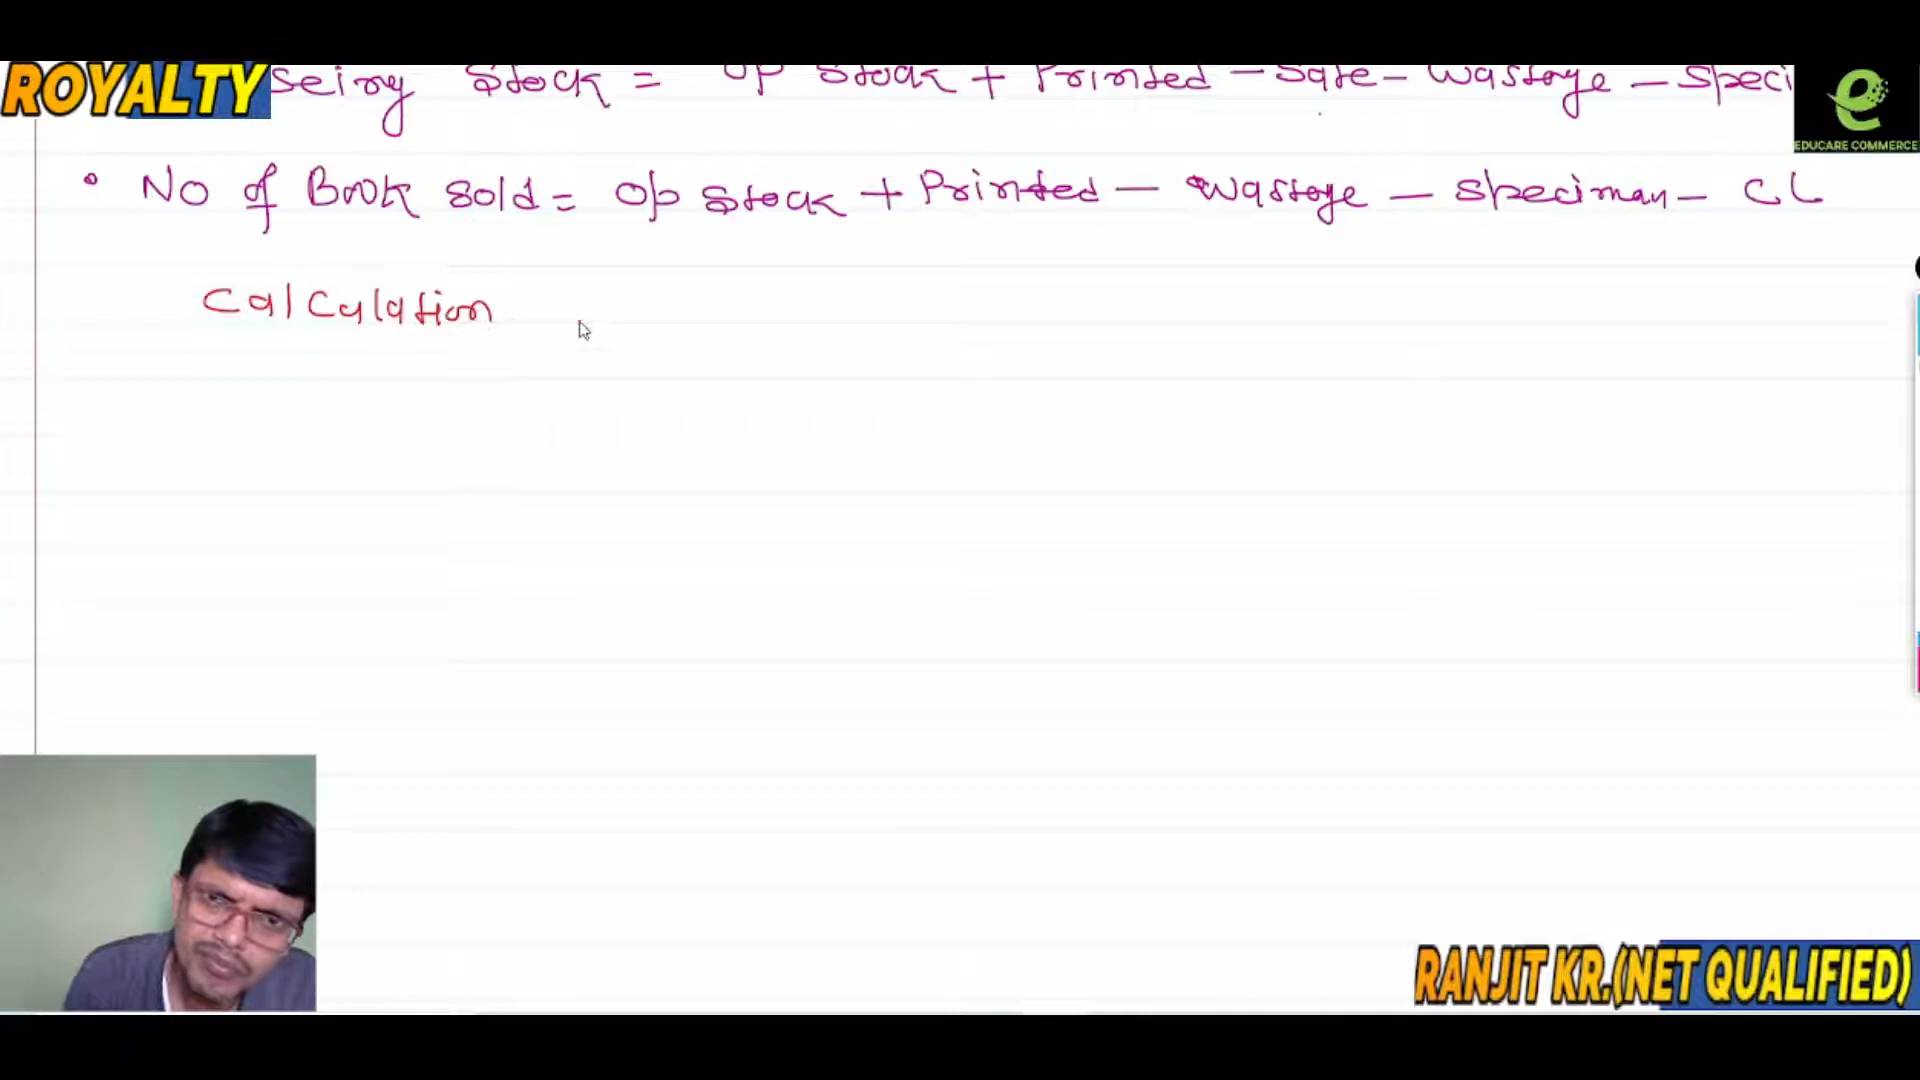 ROYALTY
seing Stock = Op Stock + Printed - Sale - Wastage - Speci
EDUCARE COMMERCE
• No of Book Sold = Op Stock + Printed - Wastage - Speciman - CL
Calculation
RANJIT KR.(NET QUALIFIED)